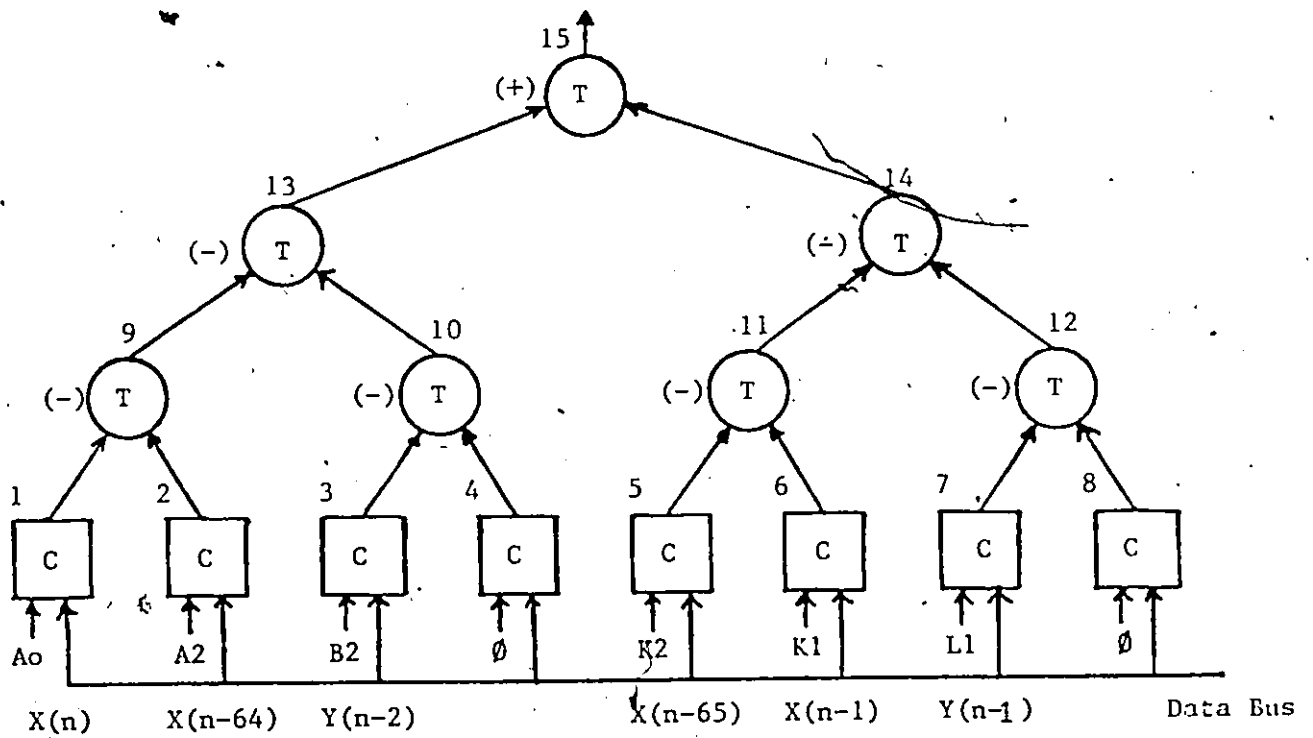 15
(+) T
13 14
(-) T (-) T
9 10 11 12
(-) T (-) T (-) T (-) T
1 2 3 4 5 6 7 8
C C C C C C C C
Ao A2 B2 Ø K2 K1 L1 Ø
X(n) X(n-64) Y(n-2) X(n-65) X(n-1) Y(n-1) Data Bus